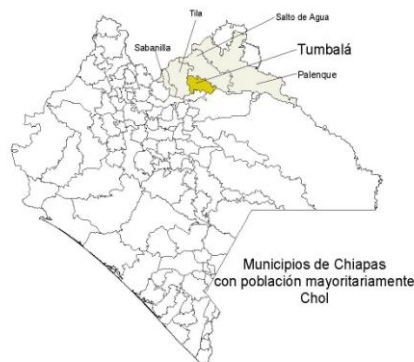 Tila
Salto de Agua
Sabanilla
Tumbalá
Palenque
Municipios de Chiapas
con población mayoritariamente
Chol